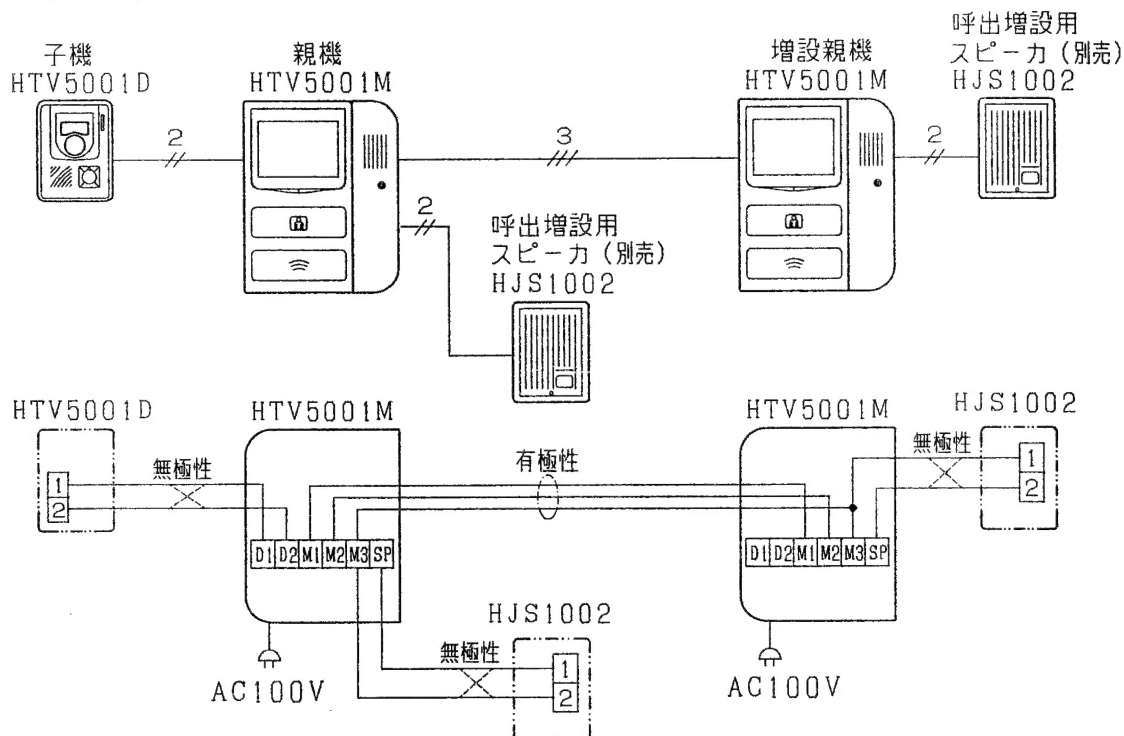 呼出増設用
スピーカ（別売）
HJS1002
子機
HTV5001D
親機
HTV5001M
増設親機
HTV5001M
2
3
2
2
呼出増設用
スピーカ（別売）
HJS1002
HTV5001D
HTV5001M
HTV5001M
HJS1002
無極性
有極性
無極性
1
2
1
2
D1 D2 M1 M2 M3 SP
D1 D2 M1 M2 M3 SP
HJS1002
無極性
1
2
AC100V
AC100V